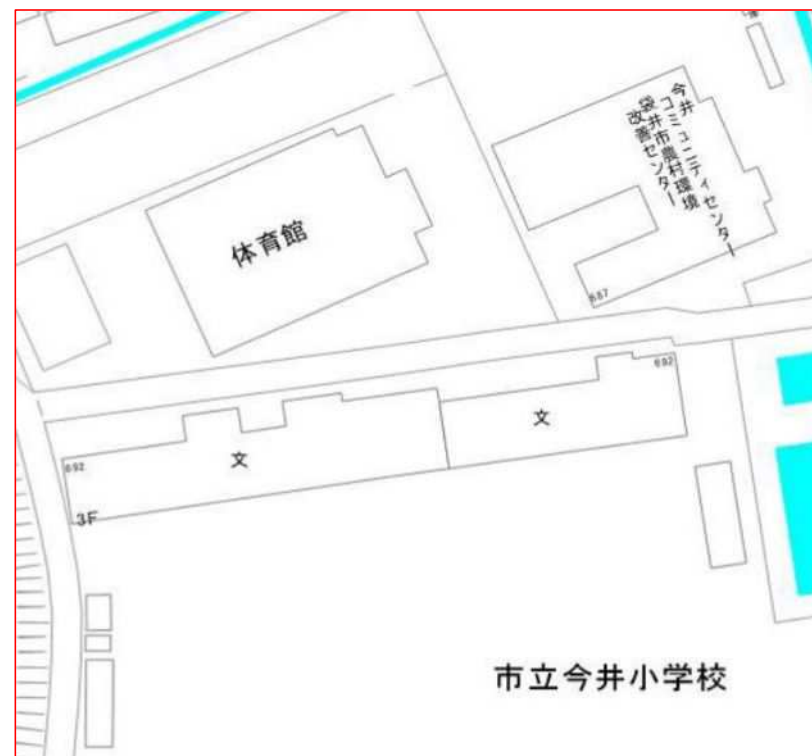 今井コミュニティセンター
袋井市農村環境
改善センター
体育館
687
692
文
文
692
3F
市立今井小学校